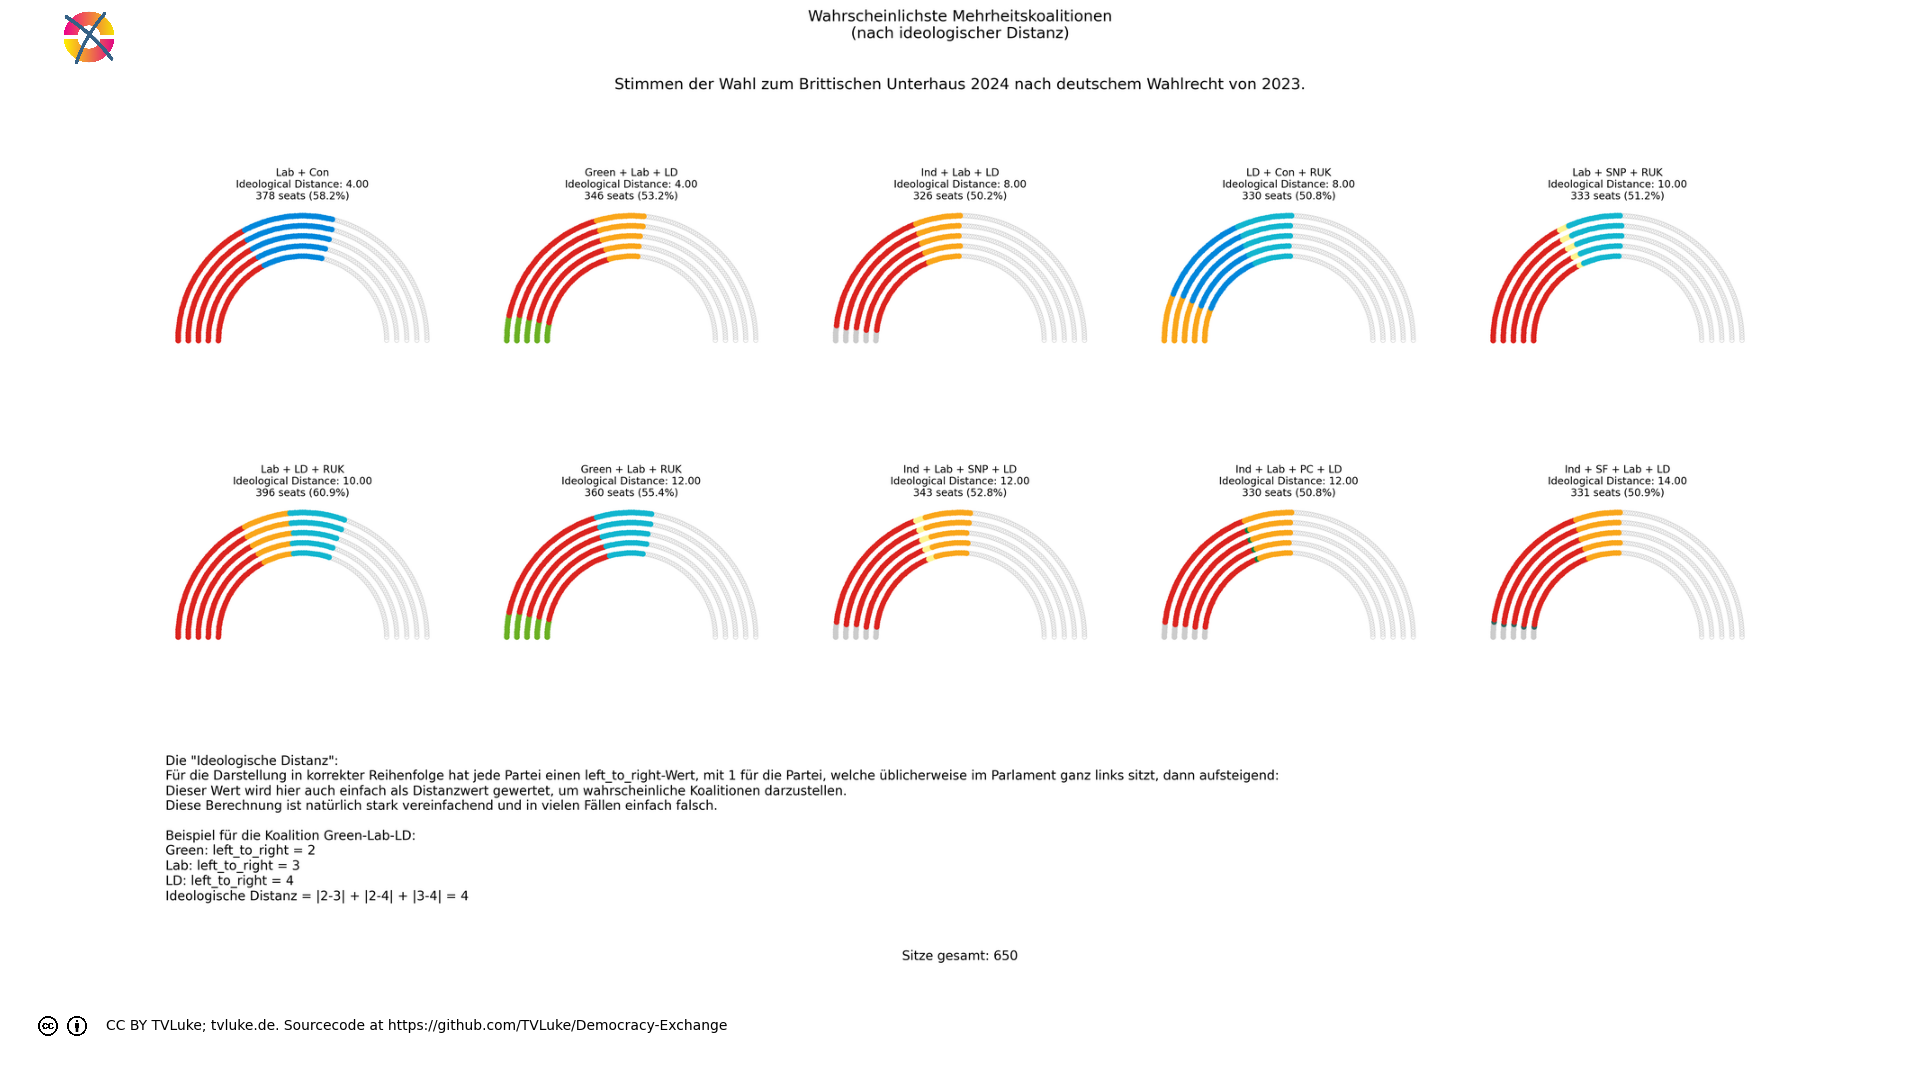 Wahrscheinlichste Mehrheitskoalitionen
(nach ideologischer Distanz)
Stimmen der Wahl zum Brittischen Unterhaus 2024 nach deutschem Wahlrecht von 2023.
Lab + Con
Ideological Distance: 4.00
378 seats (58.2%)
Green + Lab + LD
Ideological Distance: 4.00
346 seats (53.2%)
Ind + Lab + LD
Ideological Distance: 8.00
326 seats (50.2%)
LD + Con + RUK
Ideological Distance: 8.00
330 seats (50.8%)
Lab + SNP + RUK
Ideological Distance: 10.00
333 seats (51.2%)
Lab + LD + RUK
Ideological Distance: 10.00
396 seats (60.9%)
Green + Lab + RUK
Ideological Distance: 12.00
360 seats (55.4%)
Ind + Lab + SNP + LD
Ideological Distance: 12.00
343 seats (52.8%)
Ind + Lab + PC + LD
Ideological Distance: 12.00
330 seats (50.8%)
Ind + SF + Lab + LD
Ideological Distance: 14.00
331 seats (50.9%)
Die "Ideologische Distanz":
Für die Darstellung in korrekter Reihenfolge hat jede Partei einen left_to_right-Wert, mit 1 für die Partei, welche üblicherweise im Parlament ganz links sitzt, dann aufsteigend:
Dieser Wert wird hier auch einfach als Distanzwert gewertet, um wahrscheinliche Koalitionen darzustellen.
Diese Berechnung ist natürlich stark vereinfachend und in vielen Fällen einfach falsch.
Beispiel für die Koalition Green-Lab-LD:
Green: left_to_right = 2
Lab: left_to_right = 3
LD: left_to_right = 4
Ideologische Distanz = |2-3| + |2-4| + |3-4| = 4
Sitze gesamt: 650
cc CC BY TVLuke; tvluke.de. Sourcecode at https://github.com/TVLuke/Democracy-Exchange